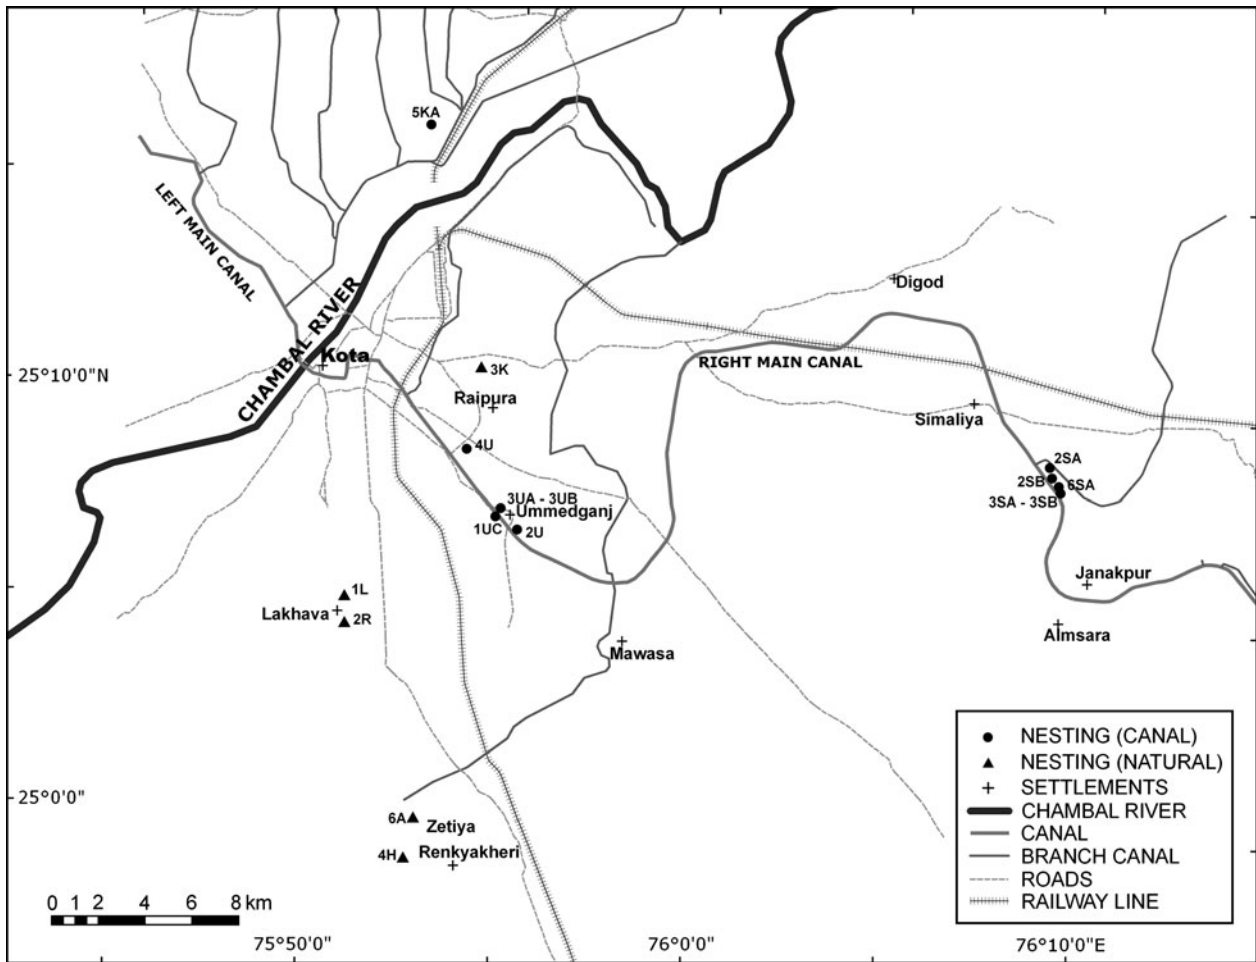 5KA
LEFT MAIN CANAL
CHAMBAL RIVER
Digod
Kota
RIGHT MAIN CANAL
25°10'0"N
3K
Raipura
Simaliya
4U
2SA
2SB
6SA
3SA - 3SB
3UA - 3UB
Ummedganj
1UC
2U
Janakpur
1L
Lakhava
2R
Almsara
Mawasa
NESTING (CANAL)
NESTING (NATURAL)
SETTLEMENTS
25°0'0"
CHAMBAL RIVER
6A
Zetiya
CANAL
4H
Renkyakheri
BRANCH CANAL
ROADS
RAILWAY LINE
0 1 2 4 6 8 km
75°50'0"
76°0'0"
76°10'0"E